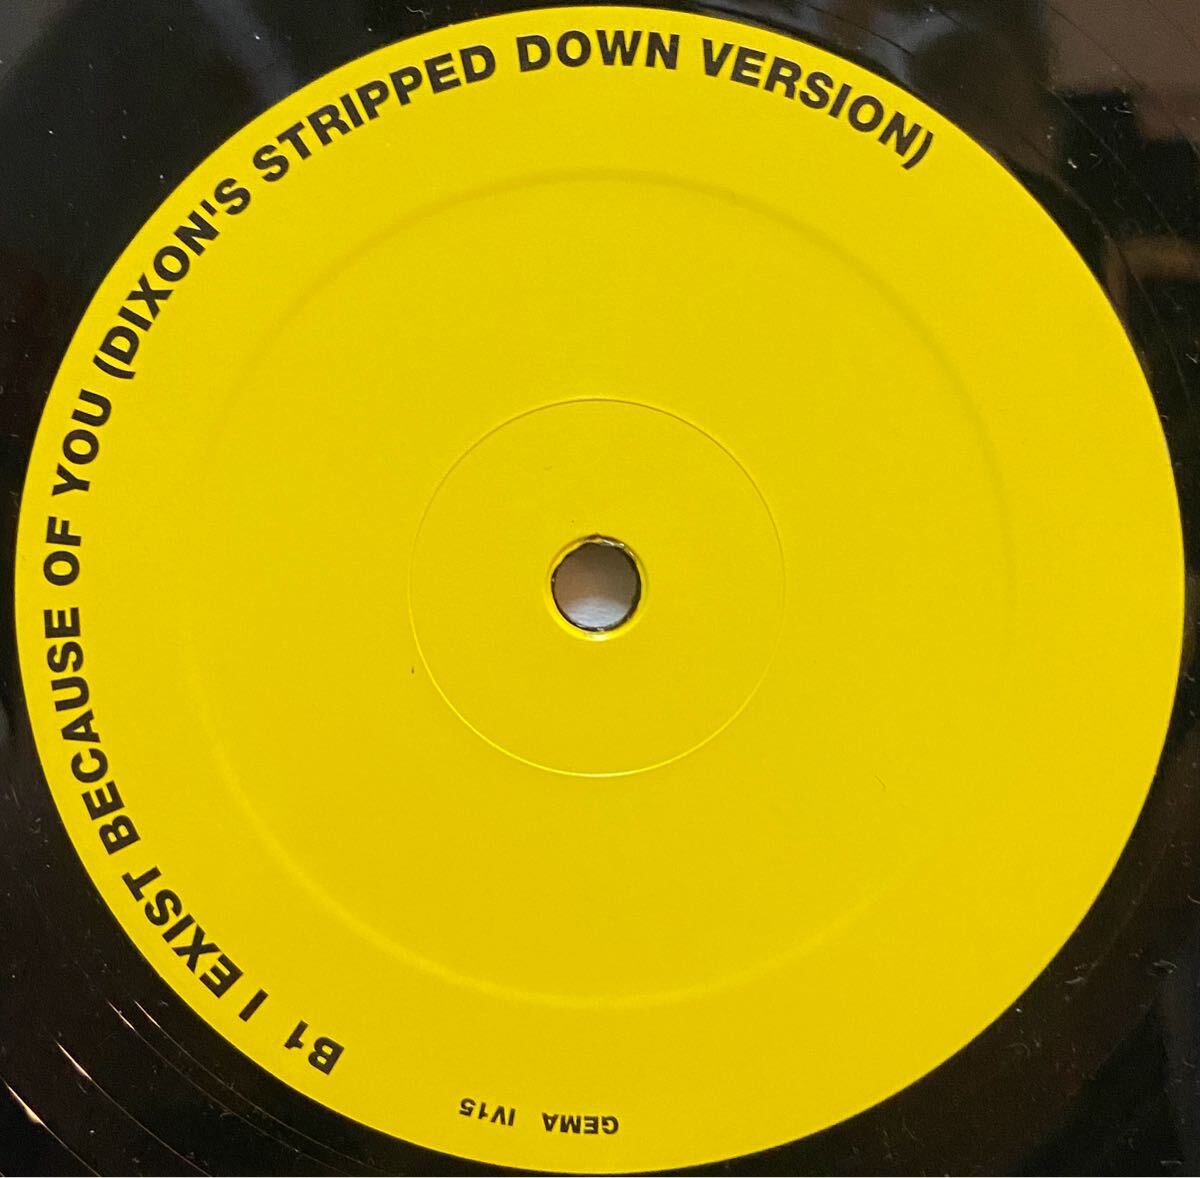 B1 I EXIST BECAUSE OF YOU (DIXON'S STRIPPED DOWN VERSION)
GEMA IV15